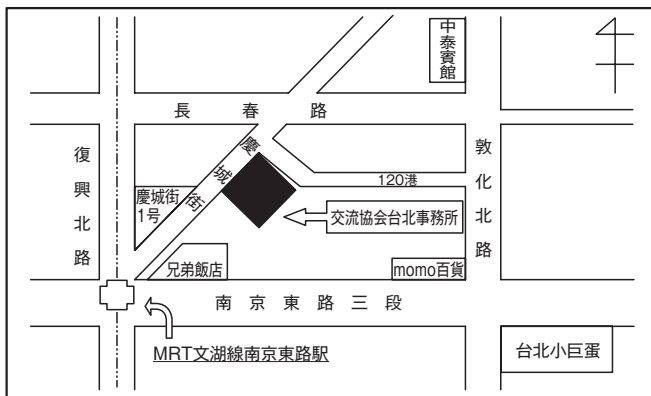 中泰賓館
長春路
慶城街
復興北路
敦化北路
120港
慶城街
1号
交流協会台北事務所
兄弟飯店
momo百貨
南京東路三段
MRT文湖線南京東路駅
台北小巨蛋